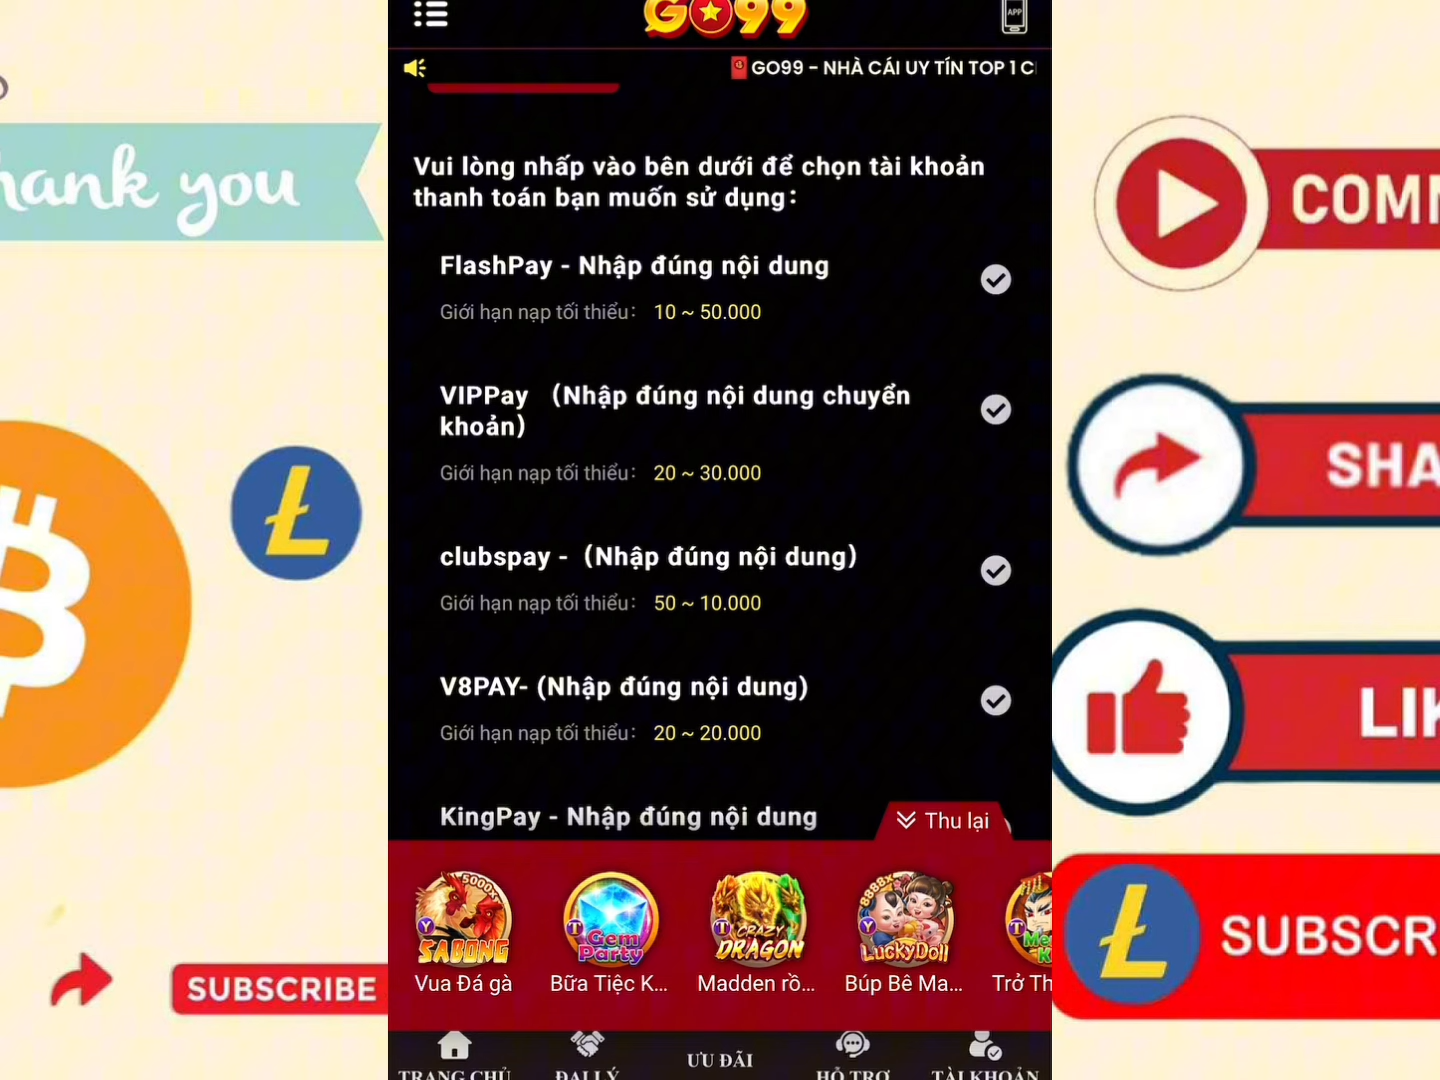 GO99
APP
GO99 - NHÀ CÁI UY TÍN TOP 1 C
Vui lòng nhấp vào bên dưới để chọn tài khoản
thanh toán bạn muốn sử dụng:
FlashPay - Nhập đúng nội dung
Giới hạn nạp tối thiểu: 10 ~ 50.000
VIPPay (Nhập đúng nội dung chuyển
khoản)
Giới hạn nạp tối thiểu: 20 ~ 30.000
clubspay - (Nhập đúng nội dung)
Giới hạn nạp tối thiểu: 50 ~ 10.000
V8PAY- (Nhập đúng nội dung)
Giới hạn nạp tối thiểu: 20 ~ 20.000
KingPay - Nhập đúng nội dung
Thu lại
5000x
Y
SABONG
T
Gem
Party
T
CRAZY
DRAGON
8888x
Y
LuckyDoll
T
Vua Đá gà
Bữa Tiệc K...
Madden rồ...
Búp Bê Ma...
Trở Th
TRANG CHỦ
ĐẠI LÝ
ƯU ĐÃI
HỖ TRỢ
TÀI KHOẢN
hank you
SUBSCRIBE
COMM
SHA
LIK
SUBSCR